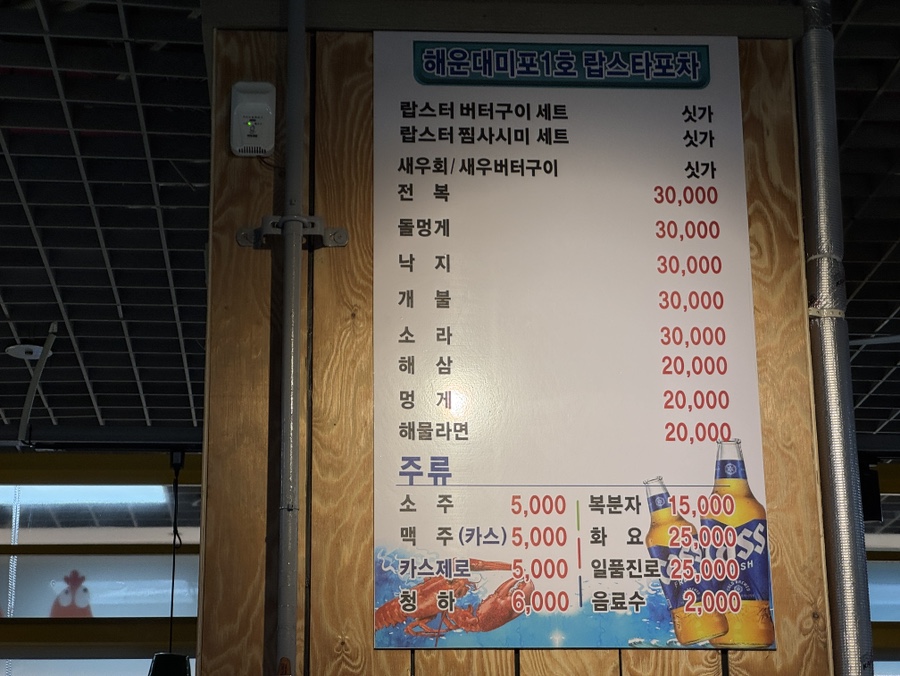 해운대미포1호 랍스타포차
랍스터 버터구이 세트 싯가
랍스터 찜사시미 세트 싯가
새우회/ 새우버터구이 싯가
전 복 30,000
돌멍게 30,000
낙 지 30,000
개 불 30,000
소 라 30,000
해 삼 20,000
멍 게 20,000
해물라면 20,000
주류
소 주 5,000 복분자 15,000
맥 주 (카스) 5,000 화 요 25,000
카스제로 5,000 일품진로 25,000
청 하 6,000 음료수 2,000